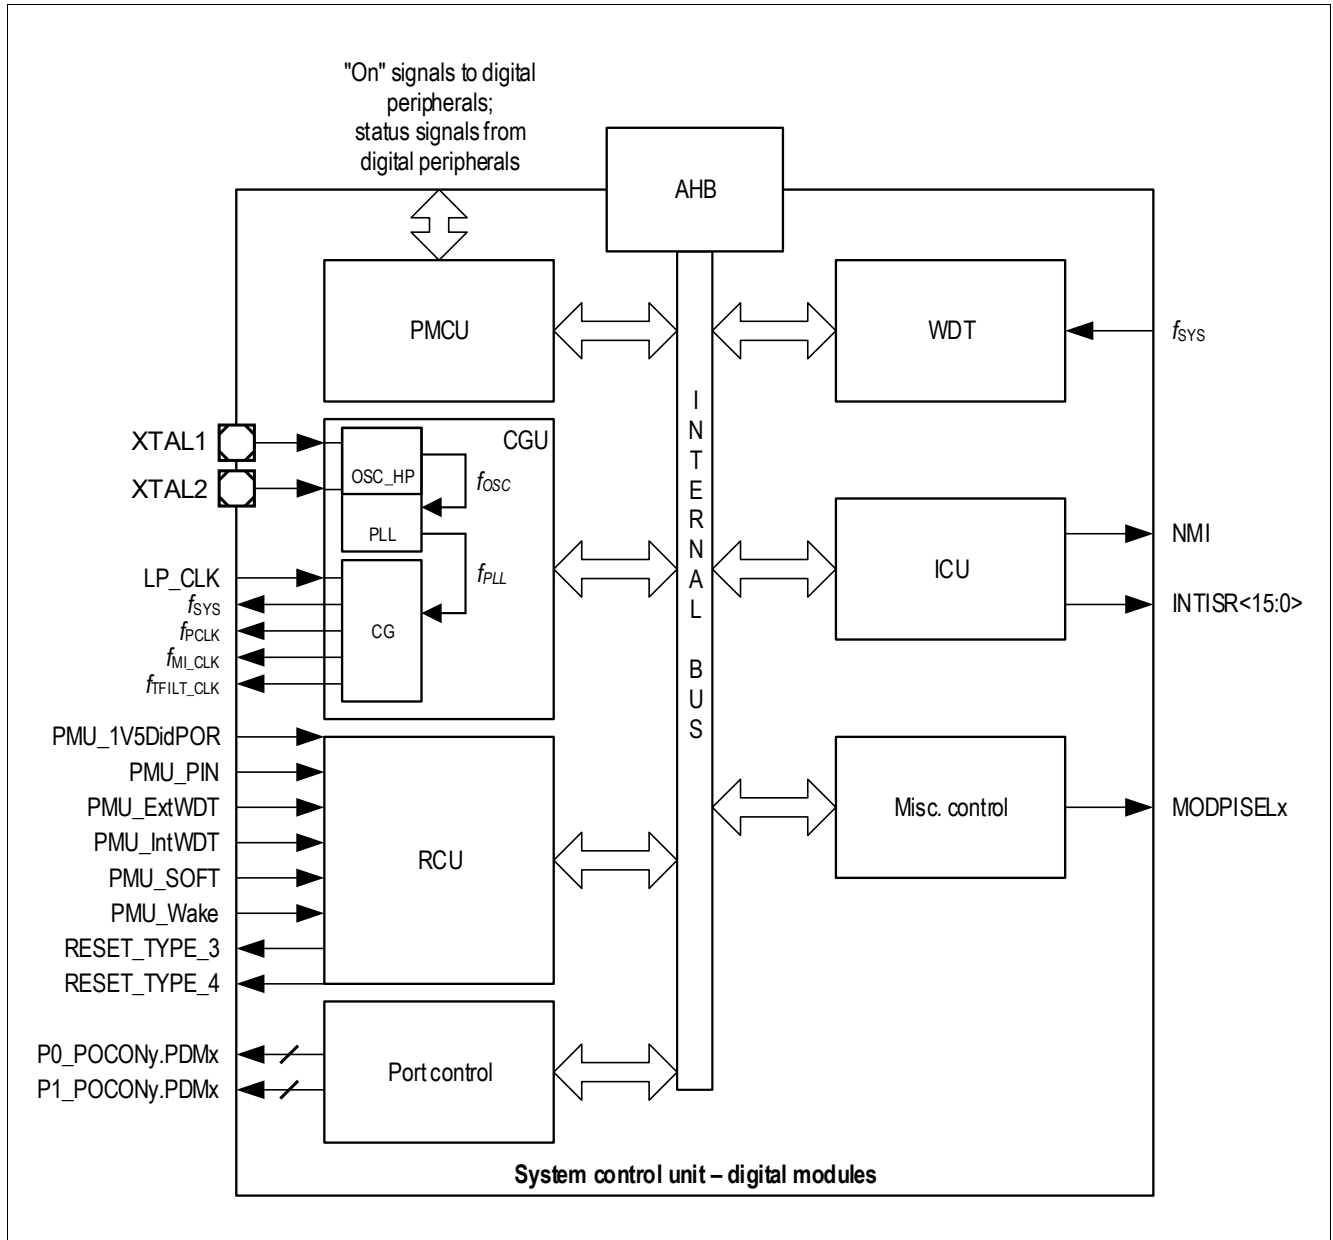 "On" signals to digital
peripherals;
status signals from
digital peripherals
AHB
PMCU
WDT
fSYS
XTAL1
XTAL2
CGU
OSC_HP
fOSC
PLL
fPLL
LP_CLK
fSYS
fPCLK
fMI_CLK
fTFILT_CLK
CG
INTERNAL BUS
ICU
NMI
INTISR<15:0>
PMU_1V5DidPOR
PMU_PIN
PMU_ExtWDT
PMU_IntWDT
PMU_SOFT
PMU_Wake
RESET_TYPE_3
RESET_TYPE_4
RCU
Misc. control
MODPISELx
P0_POCONy.PDMx
P1_POCONy.PDMx
Port control
System control unit – digital modules